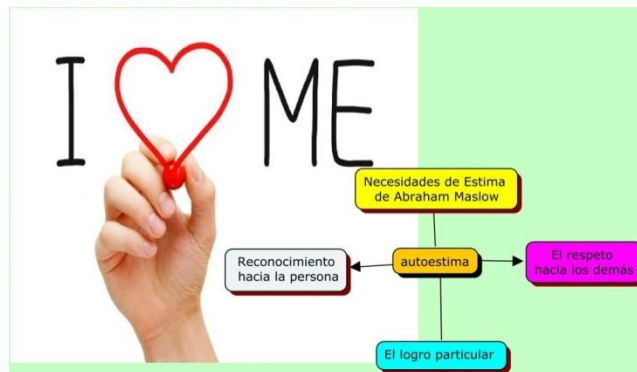 I ME
Necesidades de Estima
de Abraham Maslow
Reconocimiento
hacia la persona
autoestima
El respeto
hacia los demás
El logro particular